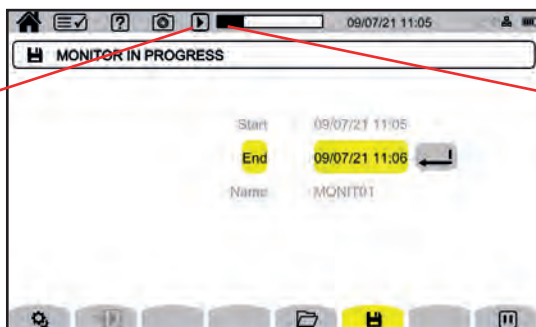 09/07/21 11:05
MONITOR IN PROGRESS
Start 09/07/21 11:05
End 09/07/21 11:06
Name MONIT01